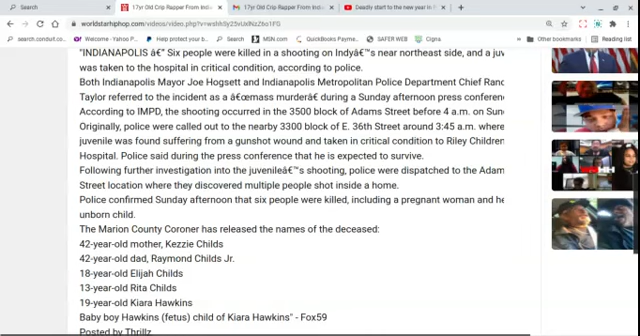 Search
17yr Old Crip Rapper From Indi
17yr Old Crip Rapper From Indi
Deadly start to the new year in
worldstarhiphop.com/videos/video.php?v=wshh5y25vUxNzZbo1FG
search.conduit.co...
Welcome - Yahoo
Imported
Search
MSN.com
QuickBooks Payme...
SAFER WEB
Cigna
Other bookmarks
Reading list
"INDIANAPOLIS â€" Six people were killed in a shooting on Indyâ€™s near northeast side, and a juv
was taken to the hospital in critical condition, according to police.
Both Indianapolis Mayor Joe Hogsett and Indianapolis Metropolitan Police Department Chief Ranc
Taylor referred to the incident as a â€œmass murderâ€ during a Sunday afternoon press conferen
According to IMPD, the shooting occurred in the 3500 block of Adams Street before 4 a.m. on Sun
Originally, police were called out to the nearby 3300 block of E. 36th Street around 3:45 a.m. where
juvenile was found suffering from a gunshot wound and taken in critical condition to Riley Children
Hospital. Police said during the press conference that he is expected to survive.
Following further investigation into the juvenileâ€™s shooting, police were dispatched to the Adam
Street location where they discovered multiple people shot inside a home.
Police confirmed Sunday afternoon that six people were killed, including a pregnant woman and he
unborn child.
The Marion County Coroner has released the names of the deceased:
42-year-old mother, Kezzie Childs
42-year-old dad, Raymond Childs Jr.
18-year-old Elijah Childs
13-year-old Rita Childs
19-year-old Kiara Hawkins
Baby boy Hawkins (fetus) child of Kiara Hawkins" - Fox59
Posted by Thrillz